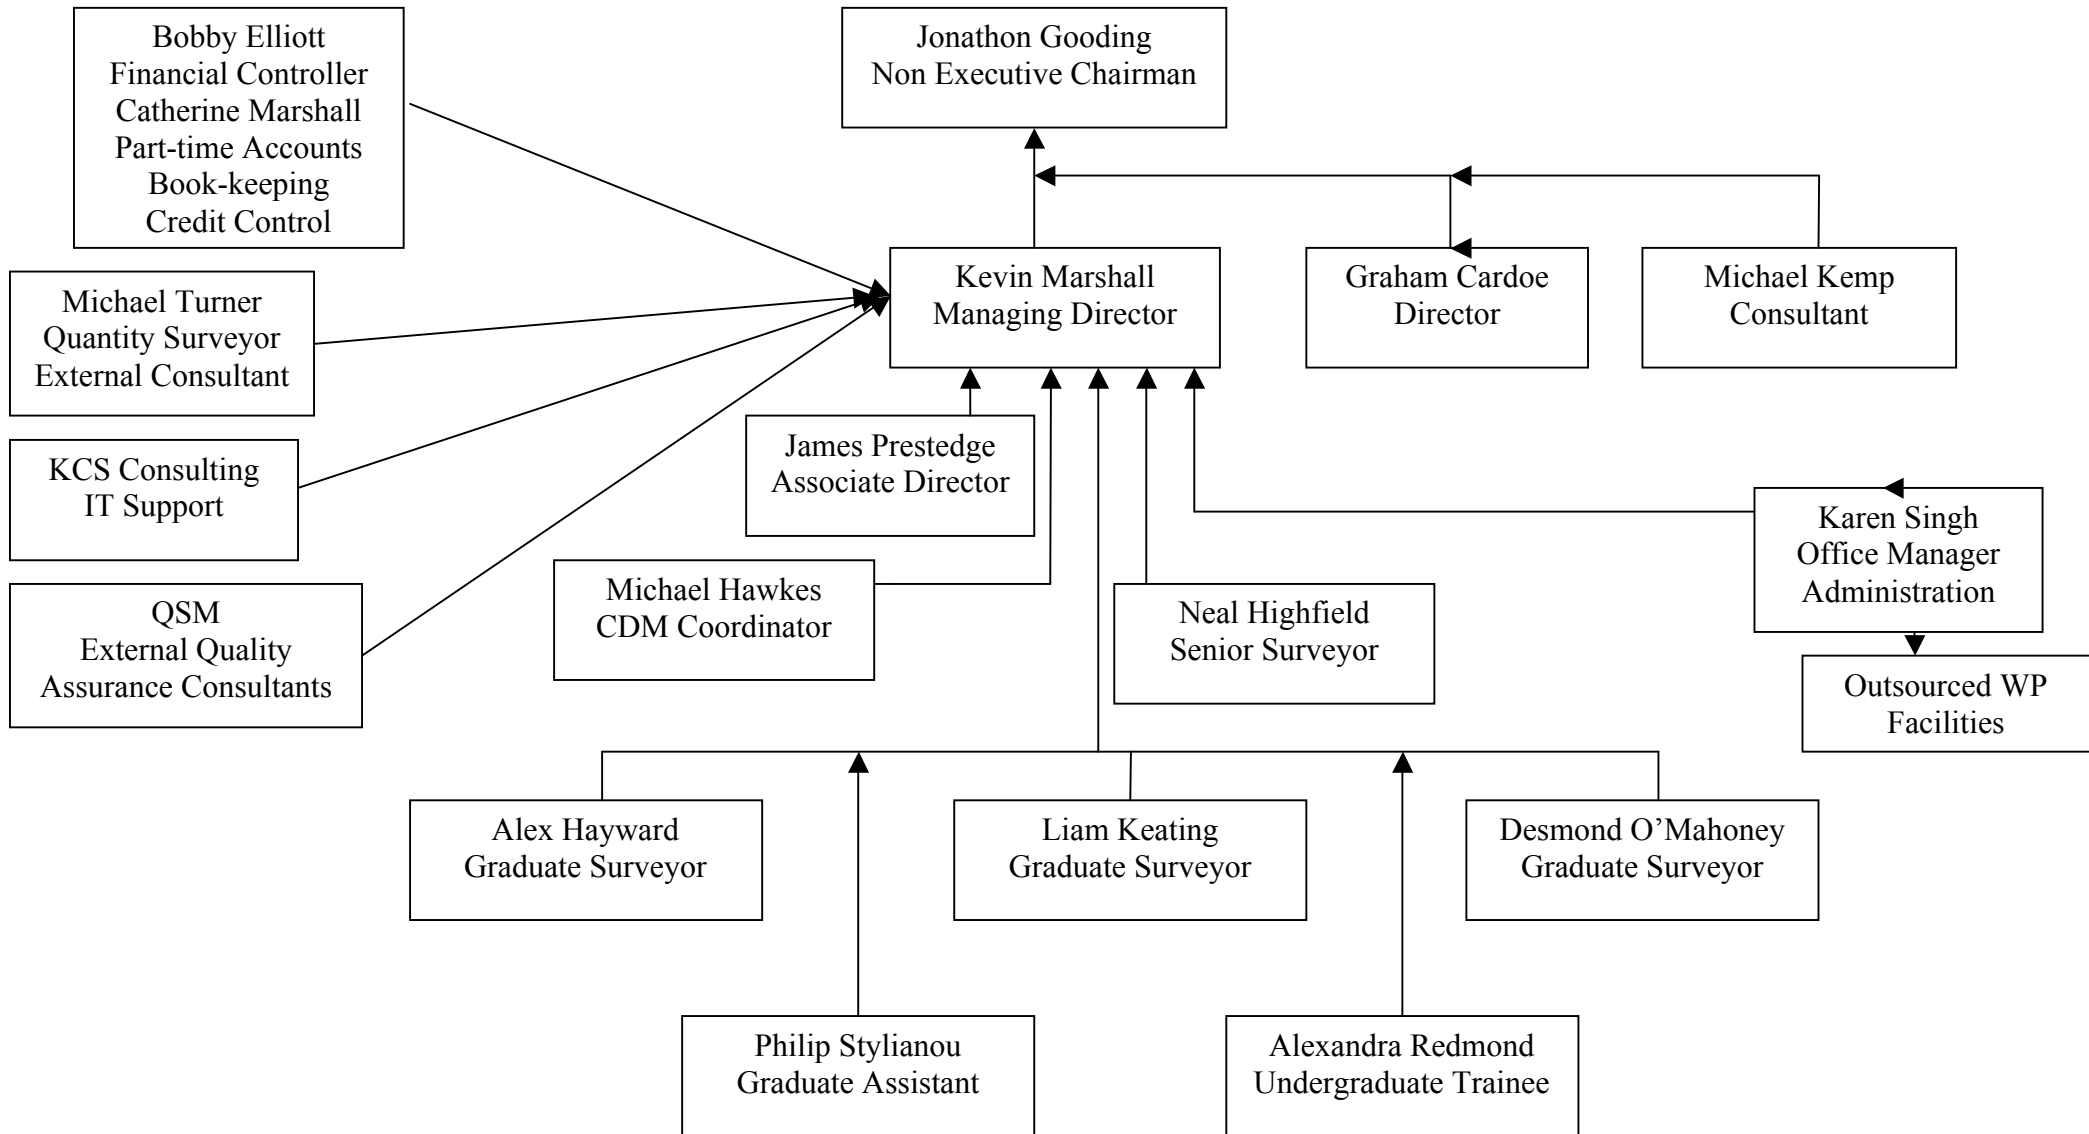 Bobby Elliott
Financial Controller
Catherine Marshall
Part-time Accounts
Book-keeping
Credit Control
Jonathon Gooding
Non Executive Chairman
Michael Turner
Quantity Surveyor
External Consultant
Kevin Marshall
Managing Director
Graham Cardoe
Director
Michael Kemp
Consultant
KCS Consulting
IT Support
James Prestedge
Associate Director
Karen Singh
Office Manager
Administration
QSM
External Quality
Assurance Consultants
Michael Hawkes
CDM Coordinator
Neal Highfield
Senior Surveyor
Outsourced WP
Facilities
Alex Hayward
Graduate Surveyor
Liam Keating
Graduate Surveyor
Desmond O’Mahoney
Graduate Surveyor
Philip Stylianou
Graduate Assistant
Alexandra Redmond
Undergraduate Trainee